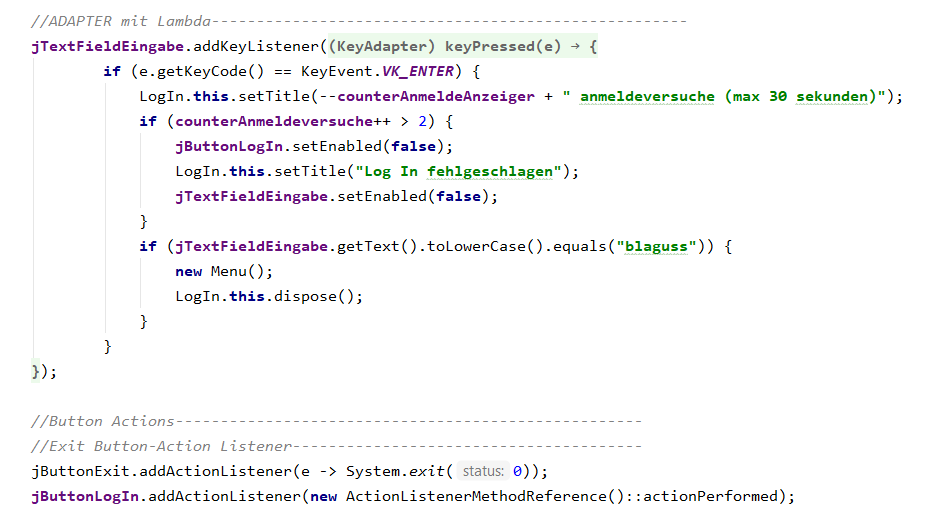 //ADAPTER mit Lambda-----------------------------------------------------
jTextFieldEingabe.addKeyListener((KeyAdapter) keyPressed(e) → {
        if (e.getKeyCode() == KeyEvent.VK_ENTER) {
            LogIn.this.setTitle(--counterAnmeldeAnzeiger + " anmeldeversuche (max 30 sekunden)");
            if (counterAnmeldeversuche++ > 2) {
                jButtonLogIn.setEnabled(false);
                LogIn.this.setTitle("Log In fehlgeschlagen");
                jTextFieldEingabe.setEnabled(false);
            }
            if (jTextFieldEingabe.getText().toLowerCase().equals("blaguss")) {
                new Menu();
                LogIn.this.dispose();
            }
        }
});
//Button Actions----------------------------------------------------
//Exit Button-Action Listener---------------------------------------
jButtonExit.addActionListener(e -> System.exit( status: 0));
jButtonLogIn.addActionListener(new ActionListenerMethodReference()::actionPerformed);